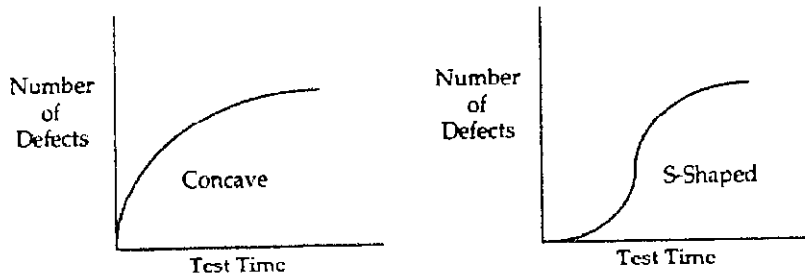 Number
of
Defects
Concave
Test Time
Number
of
Defects
S-Shaped
Test Time